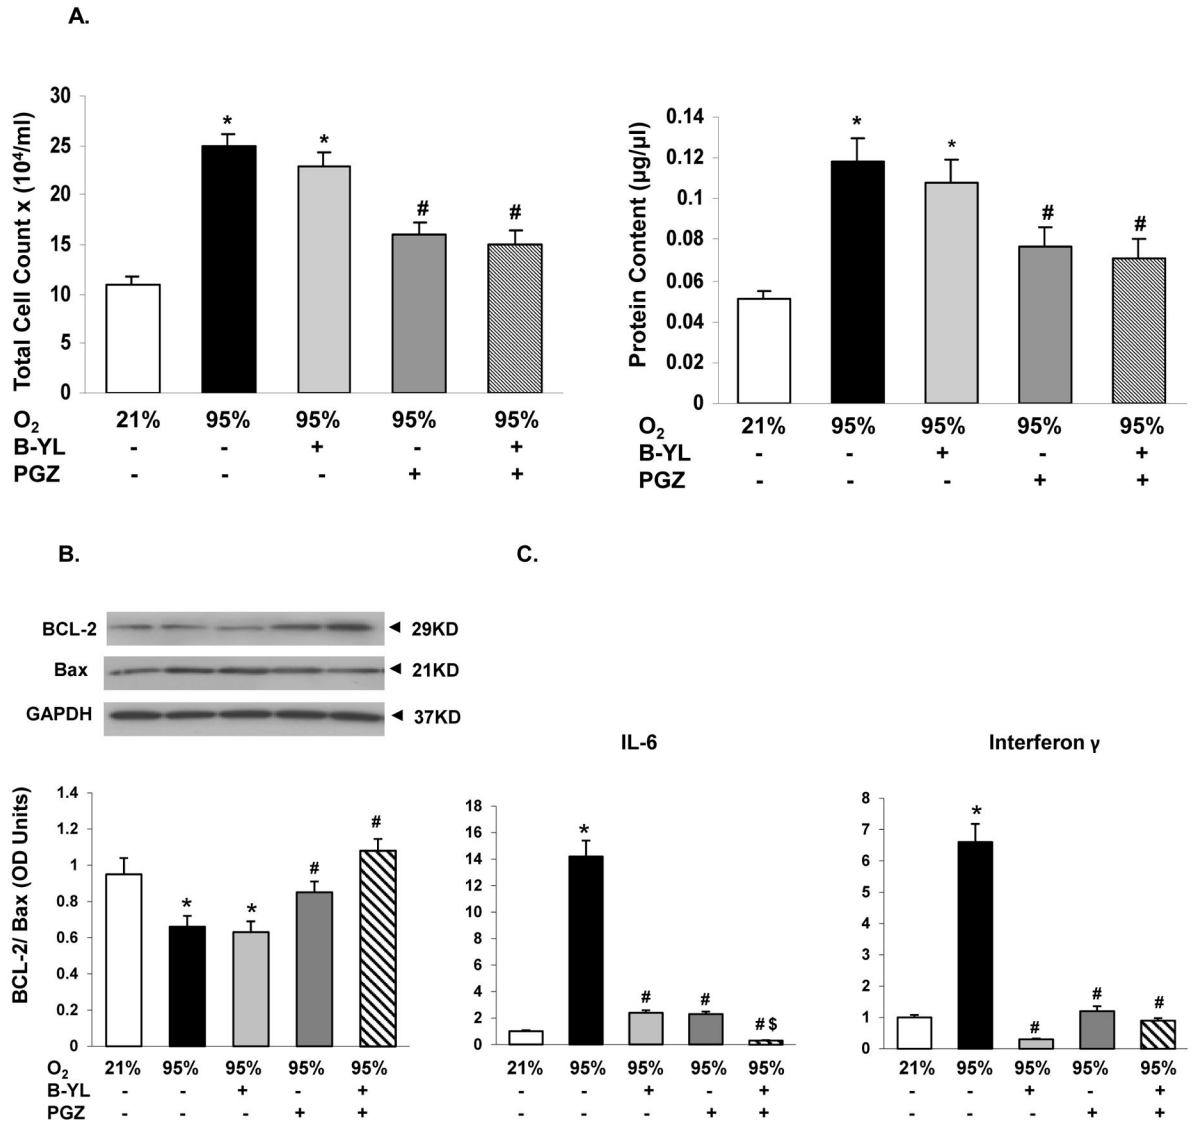 A.
Total Cell Count x (10⁴/ml)
30
25
20
15
10
5
0
*
*
#
#
O₂ 21% 95% 95% 95% 95%
B-YL - - + - +
PGZ - - - + +
Protein Content (µg/µl)
0.14
0.12
0.1
0.08
0.06
0.04
0.02
0
*
*
#
#
O₂ 21% 95% 95% 95% 95%
B-YL - - + - +
PGZ - - - + +
B.
BCL-2 29KD
Bax 21KD
GAPDH 37KD
BCL-2/ Bax (OD Units)
1.4
1.2
1
0.8
0.6
0.4
0.2
0
*
*
#
#
O₂ 21% 95% 95% 95% 95%
B-YL - - + - +
PGZ - - - + +
C.
IL-6
18
16
14
12
10
8
6
4
2
0
*
#
#
# $
21% 95% 95% 95% 95%
- - + - +
- - - + +
Interferon γ
8
7
6
5
4
3
2
1
0
*
#
#
#
21% 95% 95% 95% 95%
- - + - +
- - - + +